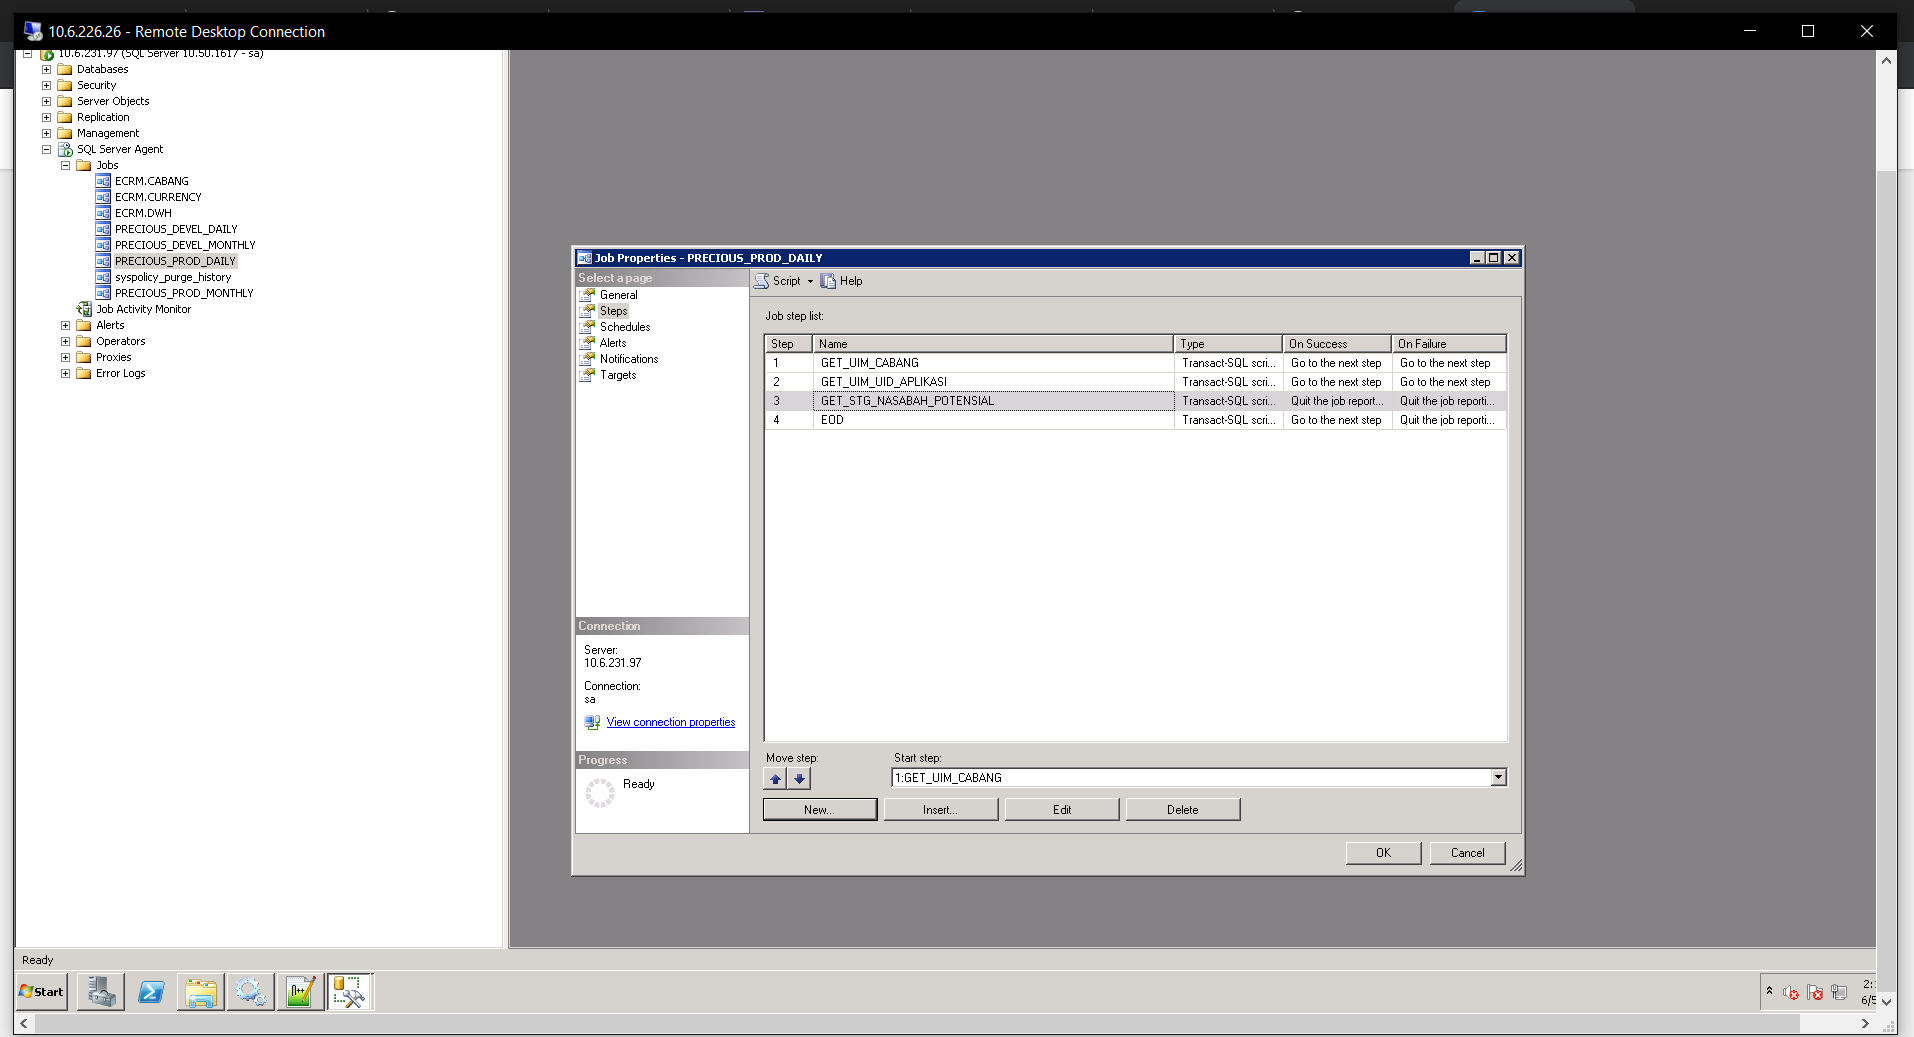 10.6.226.26 - Remote Desktop Connection
10.6.231.97 (SQL Server 10.50.1617 - sa)
Databases
Security
Server Objects
Replication
Management
SQL Server Agent
Jobs
ECRM.CABANG
ECRM.CURRENCY
ECRM.DWH
PRECIOUS_DEVEL_DAILY
PRECIOUS_DEVEL_MONTHLY
PRECIOUS_PROD_DAILY
syspolicy_purge_history
PRECIOUS_PROD_MONTHLY
Job Activity Monitor
Alerts
Operators
Proxies
Error Logs
Job Properties - PRECIOUS_PROD_DAILY
Select a page
General
Steps
Schedules
Alerts
Notifications
Targets
Script Help
Job step list:
Step Name Type On Success On Failure
1 GET_UIM_CABANG Transact-SQL scri... Go to the next step Go to the next step
2 GET_UIM_UID_APLIKASI Transact-SQL scri... Go to the next step Go to the next step
3 GET_STG_NASABAH_POTENSIAL Transact-SQL scri... Quit the job report... Quit the job reporti...
4 EOD Transact-SQL scri... Go to the next step Quit the job reporti...
Connection
Server:
10.6.231.97
Connection:
sa
View connection properties
Progress
Ready
Move step: Start step:
1:GET_UIM_CABANG
New... Insert... Edit Delete
OK Cancel
Ready
Start